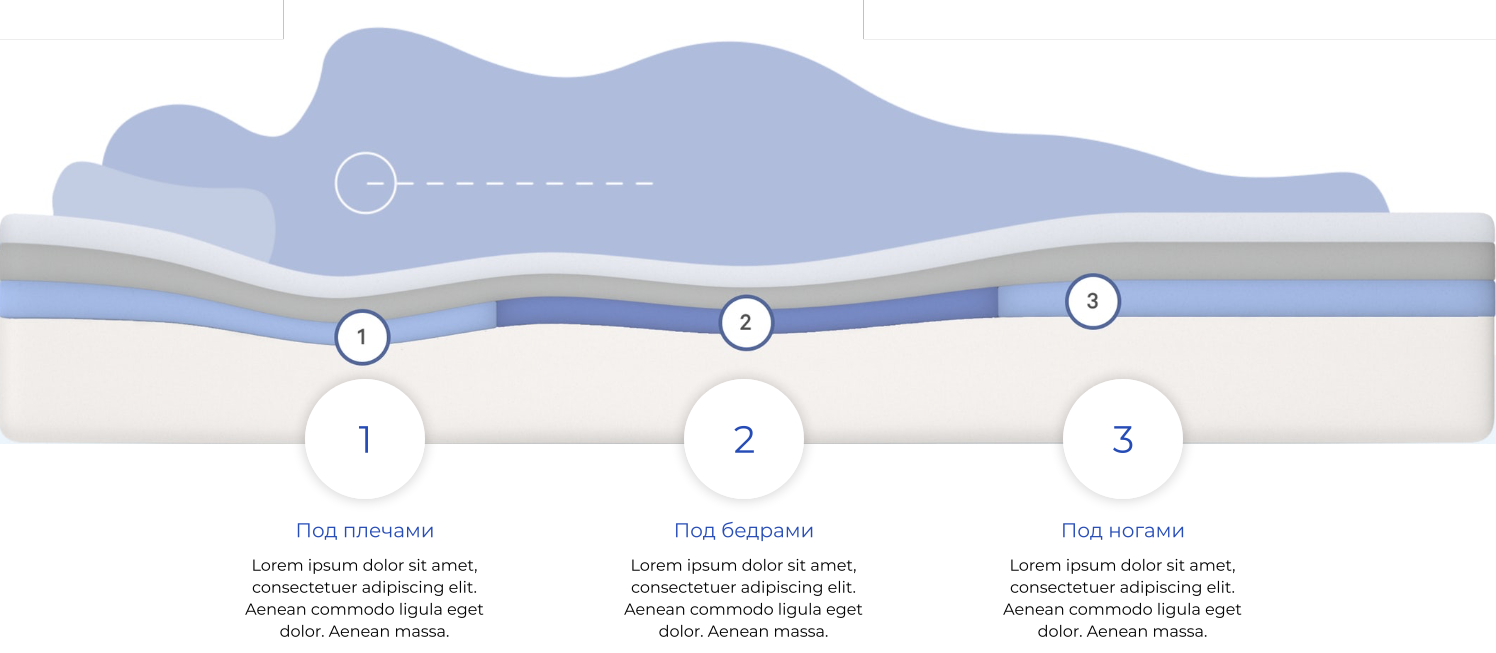 1
2
3
1
2
3
Под плечами
Под бедрами
Под ногами
Lorem ipsum dolor sit amet,
consectetuer adipiscing elit.
Aenean commodo ligula eget
dolor. Aenean massa.
Lorem ipsum dolor sit amet,
consectetuer adipiscing elit.
Aenean commodo ligula eget
dolor. Aenean massa.
Lorem ipsum dolor sit amet,
consectetuer adipiscing elit.
Aenean commodo ligula eget
dolor. Aenean massa.